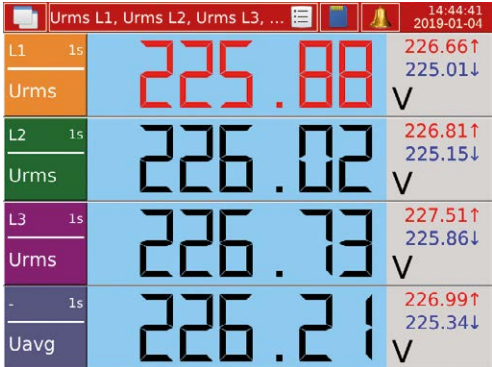 Urms L1, Urms L2, Urms L3, ...
14:44:41
2019-01-04
L1 1s
Urms
225.88
226.66↑
225.01↓
V
L2 1s
Urms
226.02
226.81↑
225.15↓
V
L3 1s
Urms
226.73
227.51↑
225.86↓
V
- 1s
Uavg
226.21
226.99↑
225.34↓
V